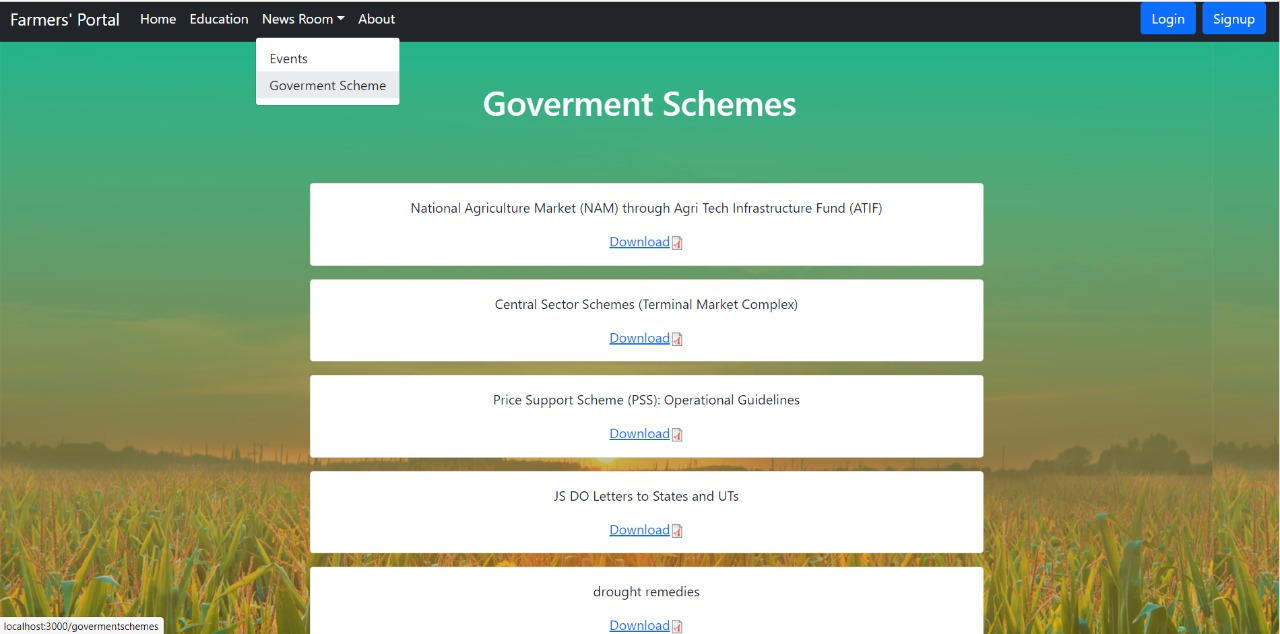 Farmers' Portal Home Education News Room About Login Signup
Events
Goverment Scheme
Goverment Schemes
National Agriculture Market (NAM) through Agri Tech Infrastructure Fund (ATIF)
Download
Central Sector Schemes (Terminal Market Complex)
Download
Price Support Scheme (PSS): Operational Guidelines
Download
JS DO Letters to States and UTs
Download
drought remedies
Download
localhost:3000/govermentschemes